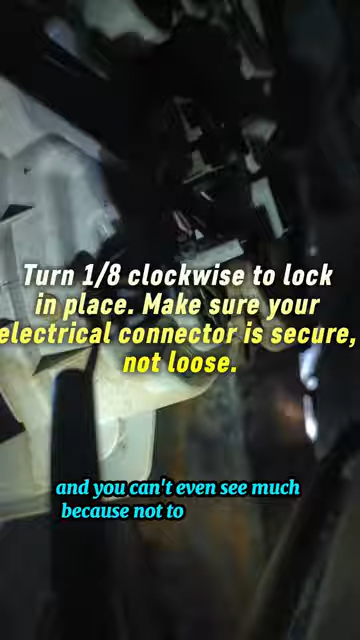 Turn 1/8 clockwise to lock
in place. Make sure your
electrical connector is secure,
not loose.
and you can't even see much
because not to